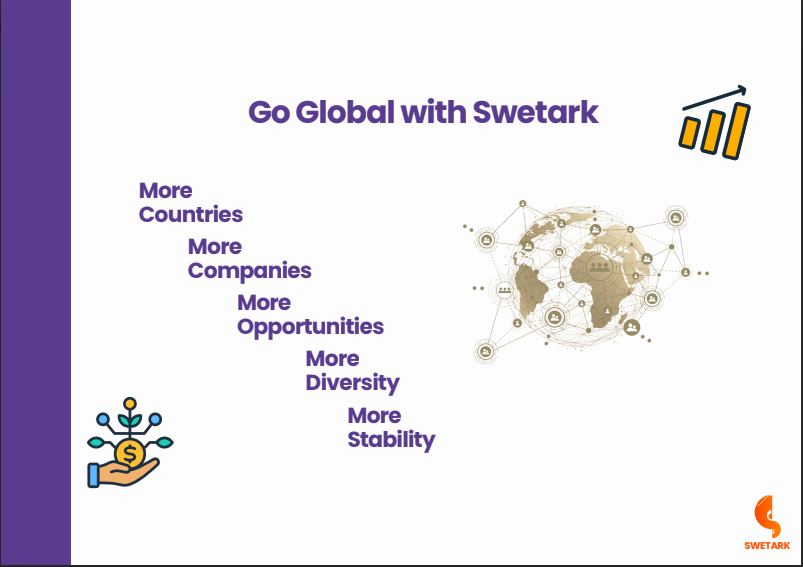 Go Global with Swetark
More
Countries
More
Companies
More
Opportunities
More
Diversity
More
Stability
$
SWETARK